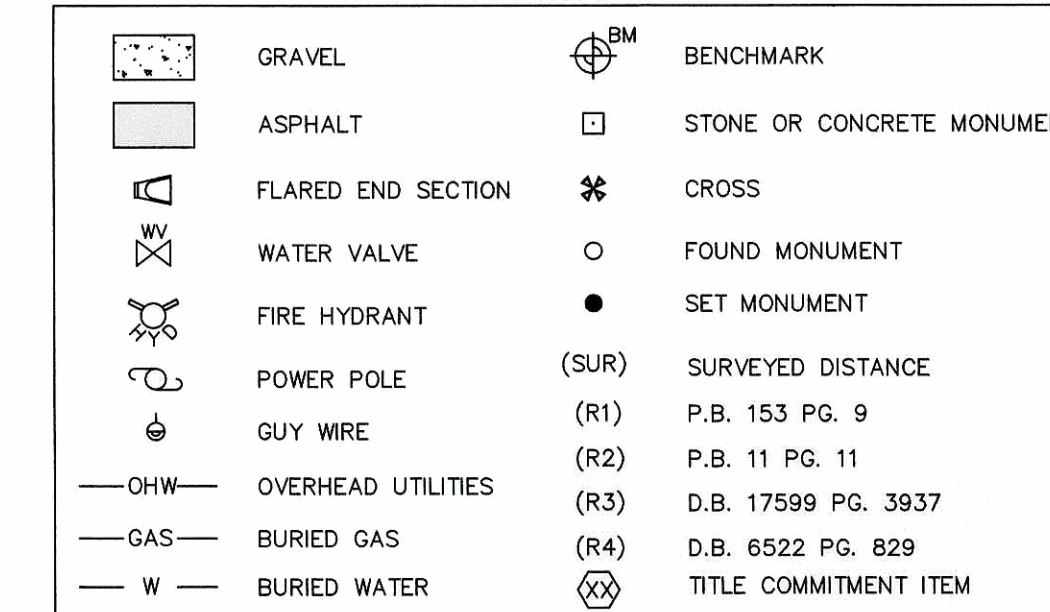 GRAVEL
ASPHALT
FLARED END SECTION
WV
WATER VALVE
HYD
FIRE HYDRANT
POWER POLE
GUY WIRE
OHW
OVERHEAD UTILITIES
GAS
BURIED GAS
W
BURIED WATER
BM
BENCHMARK
STONE OR CONCRETE MONUME
CROSS
FOUND MONUMENT
SET MONUMENT
(SUR) SURVEYED DISTANCE
(R1) P.B. 153 PG. 9
(R2) P.B. 11 PG. 11
(R3) D.B. 17599 PG. 3937
(R4) D.B. 6522 PG. 829
XX TITLE COMMITMENT ITEM